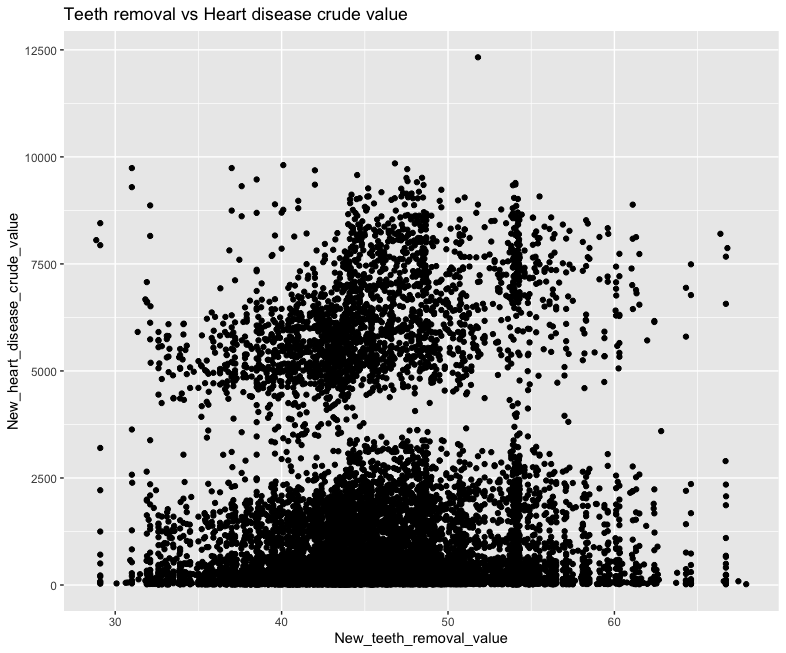 Teeth removal vs Heart disease crude value
12500
10000
7500
5000
2500
0
New_heart_disease_crude_value
30 40 50 60
New_teeth_removal_value